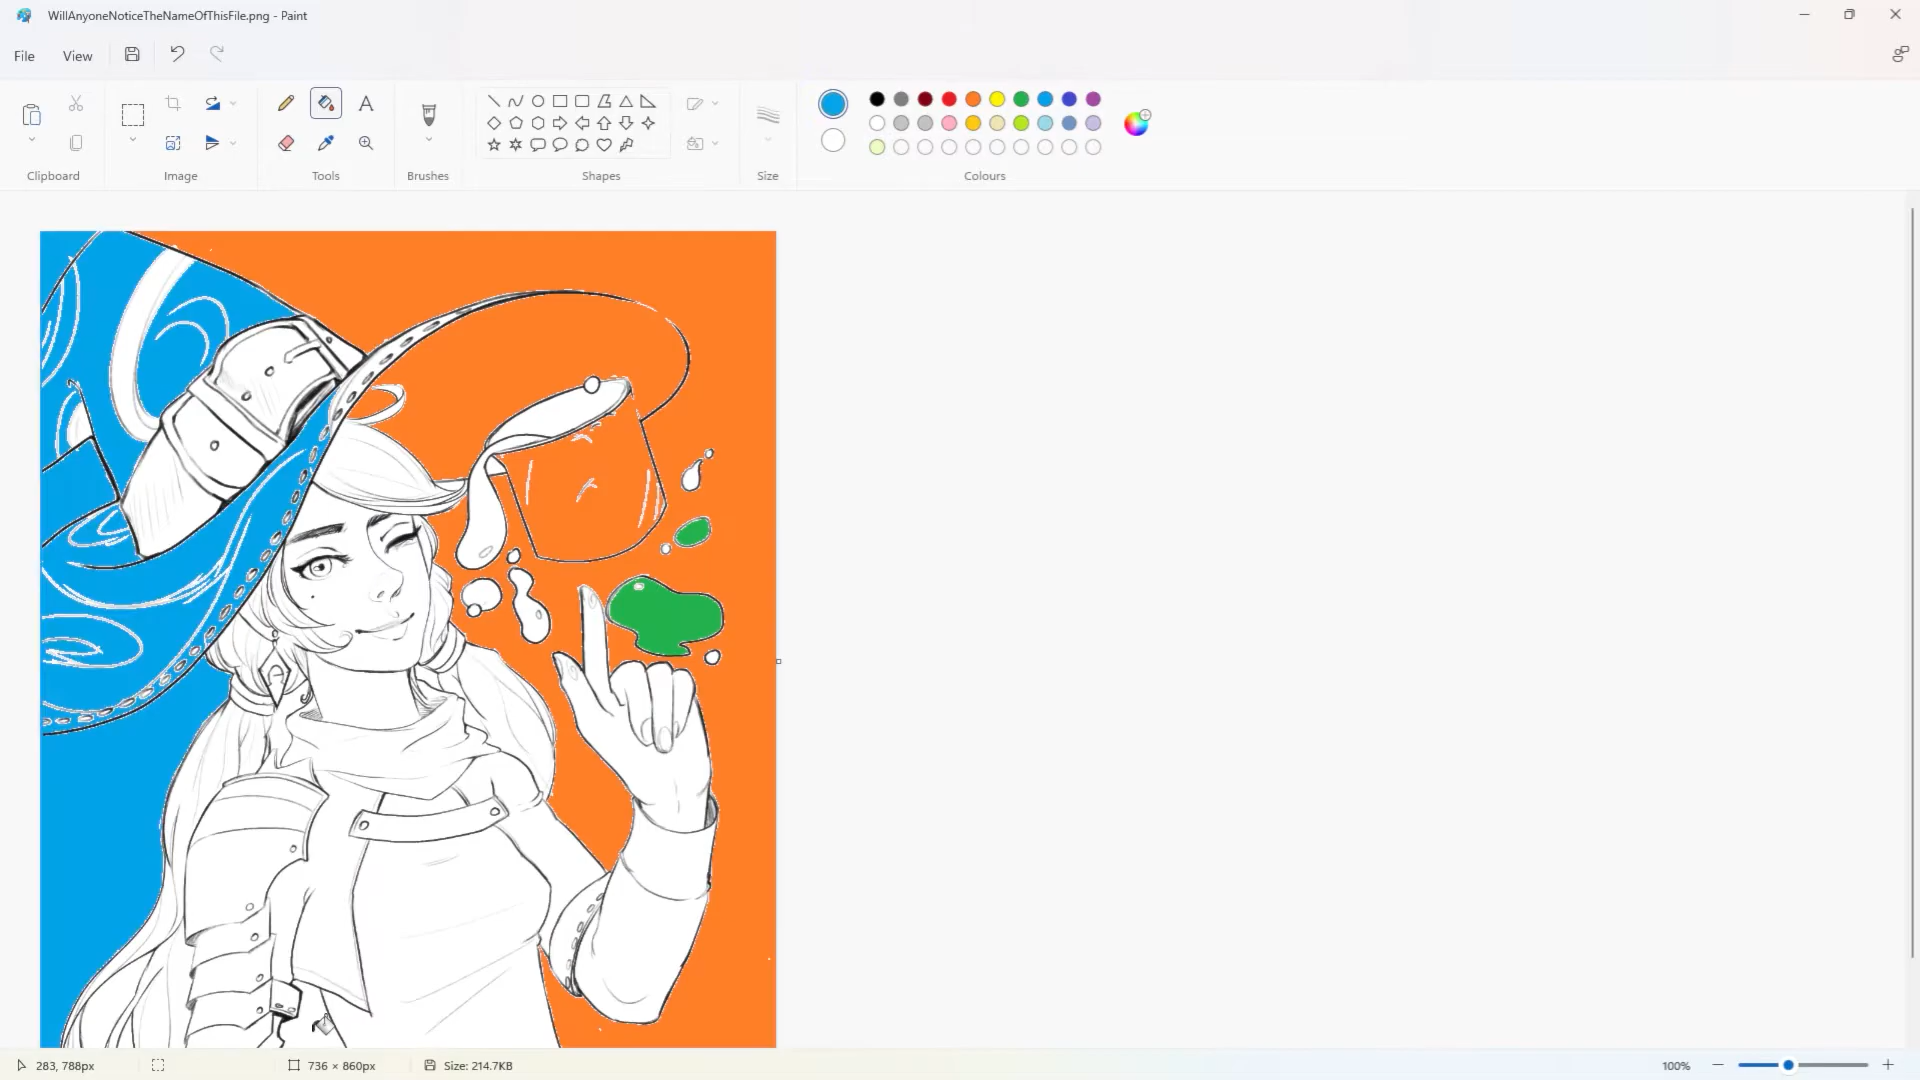 WillAnyoneNoticeTheNameOfThisFile.png - Paint
File
View
A
Clipboard
Image
Tools
Brushes
Shapes
Size
Colours
283, 788px
736 × 860px
Size: 214.7KB
100%